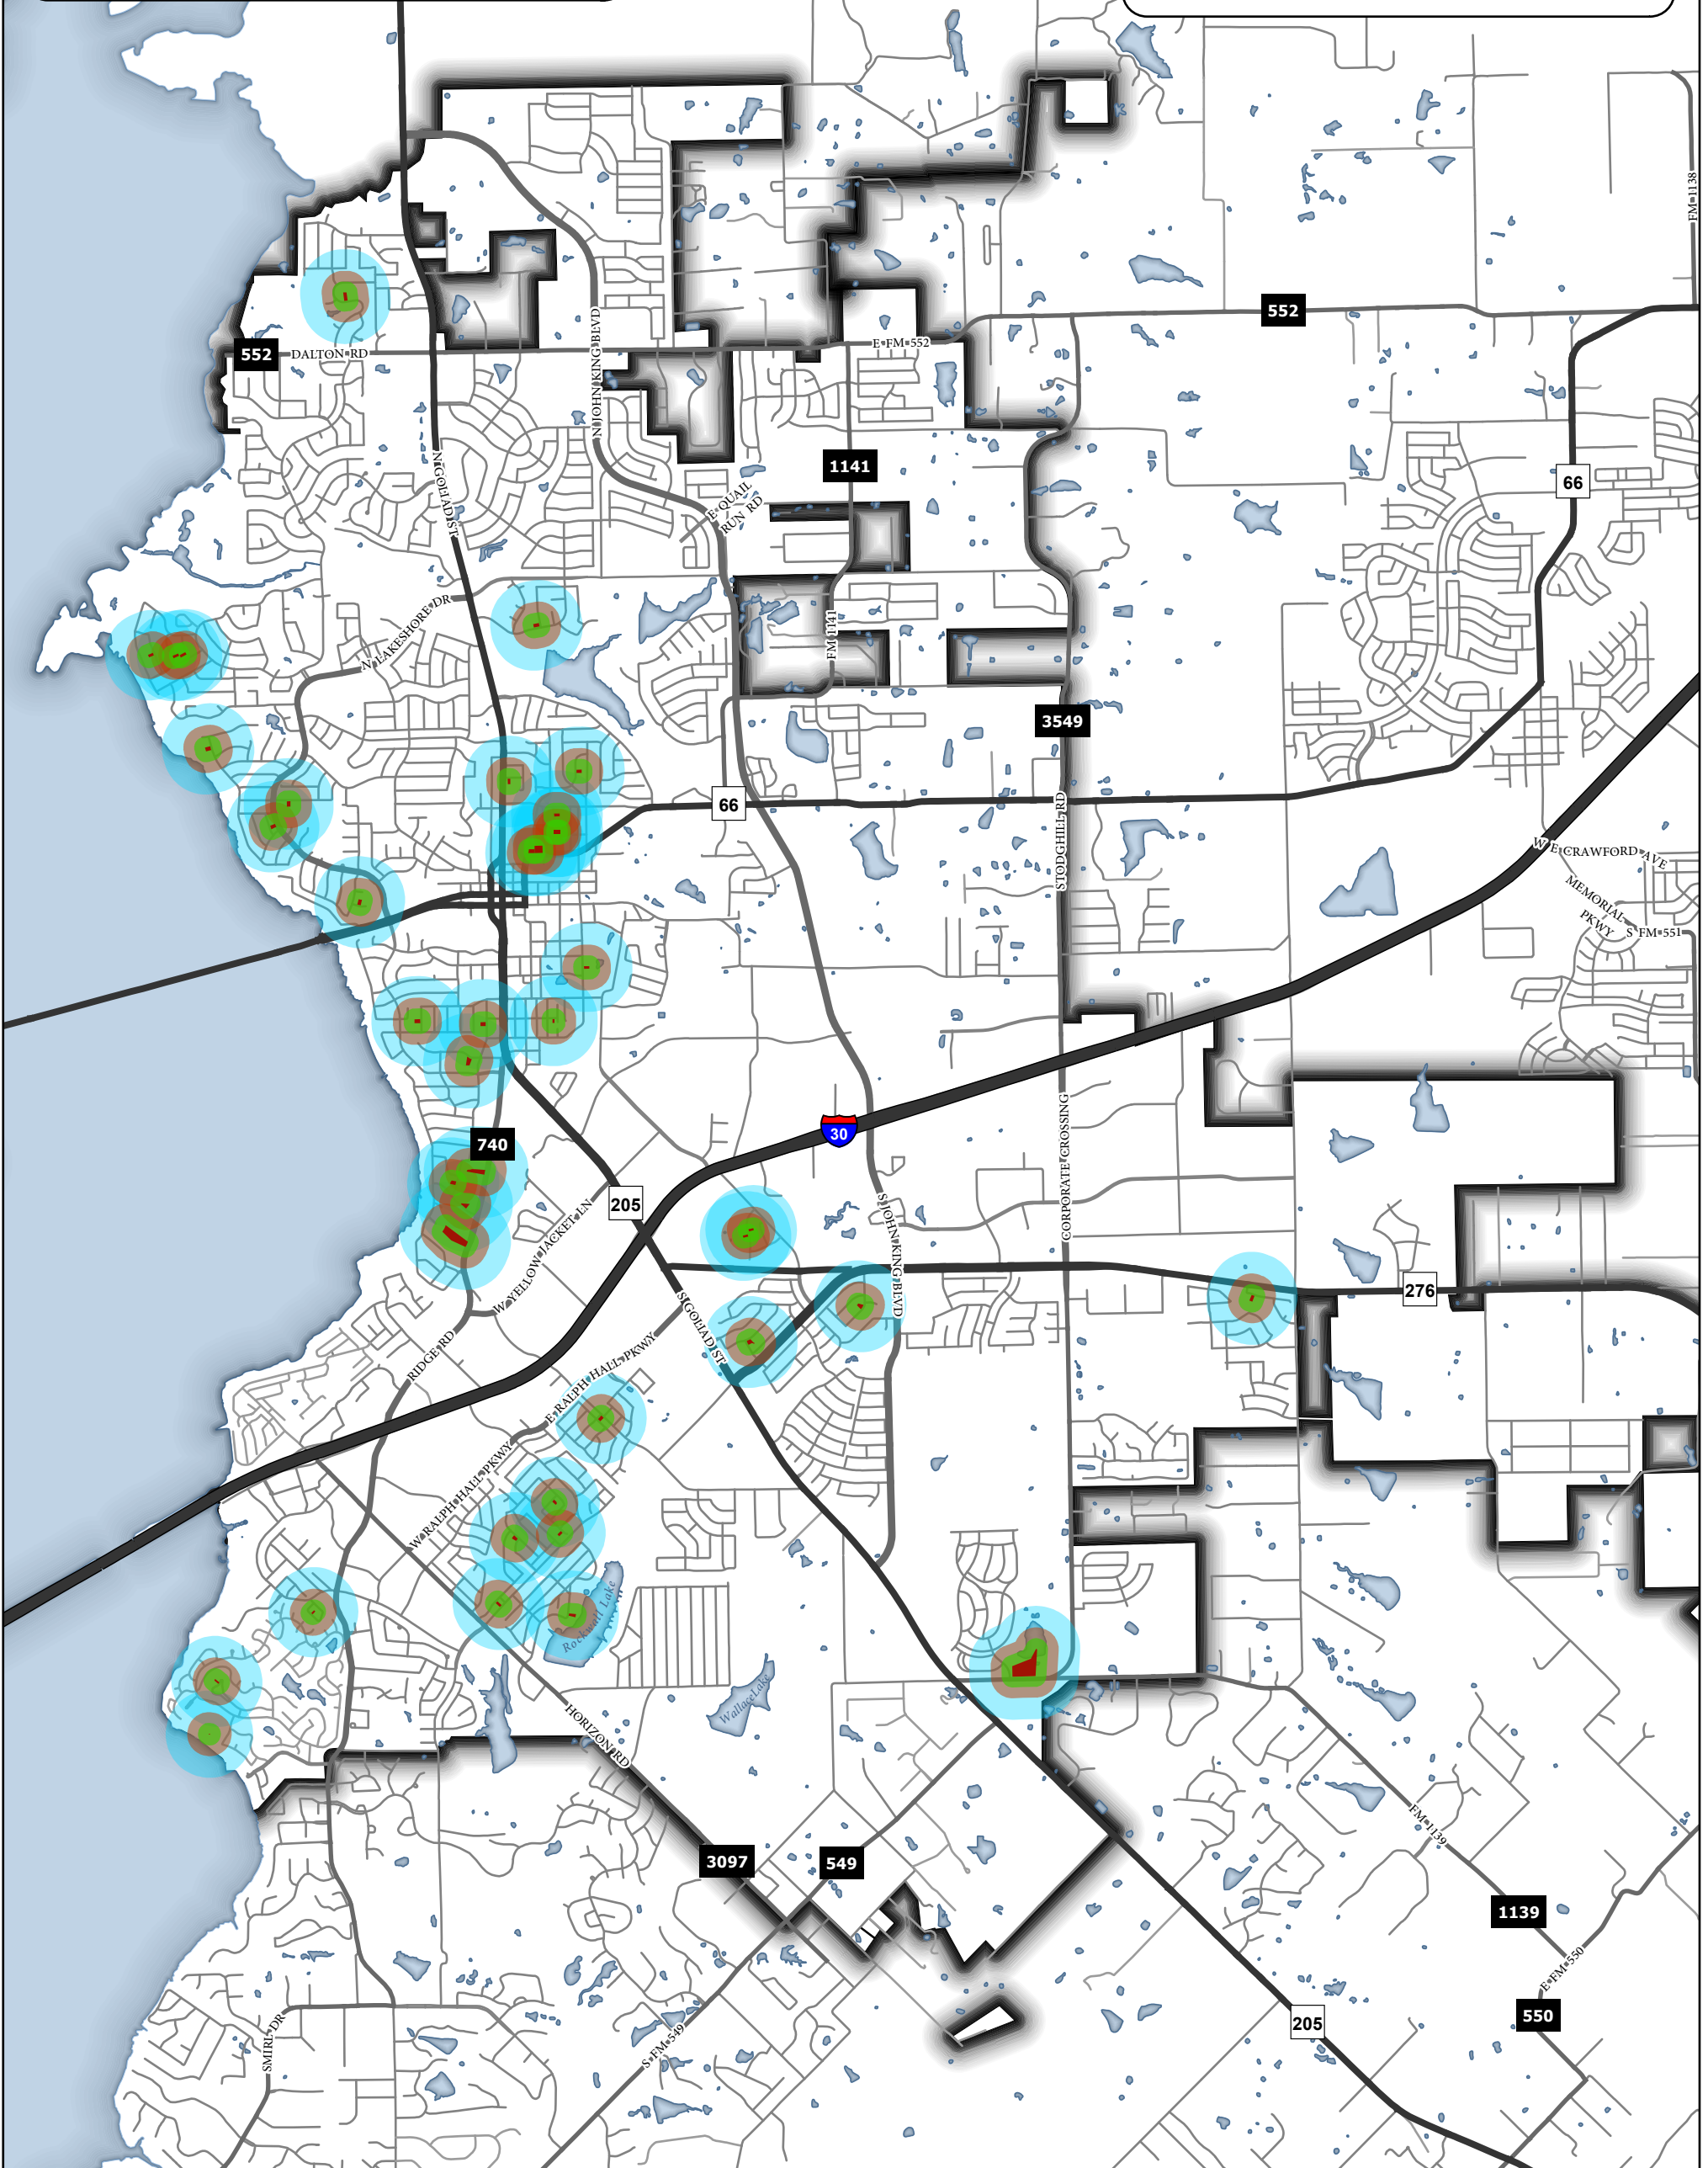 FM 1138
552
552
DALTON RD
E FM 552
N JOHN KING BLVD
1141
66
N GOLIAD ST
E QUAIL
RUN RD
N LAKESHORE DR
FM 1141
3549
66
STODGHILL RD
W E CRAWFORD AVE
MEMORIAL
PKWY
S FM 551
30
740
CORPORATE CROSSING
205
S JOHN KING BLVD
W YELLOW JACKET LN
276
S GOLIAD ST
RIDGE RD
E RALPH HALL PKWY
W RALPH HALL PKWY
Rockwall Lake
Wallace Lake
HORIZON RD
FM 1139
3097
549
1139
E FM 550
550
205
SMIRL DR
S FM 549